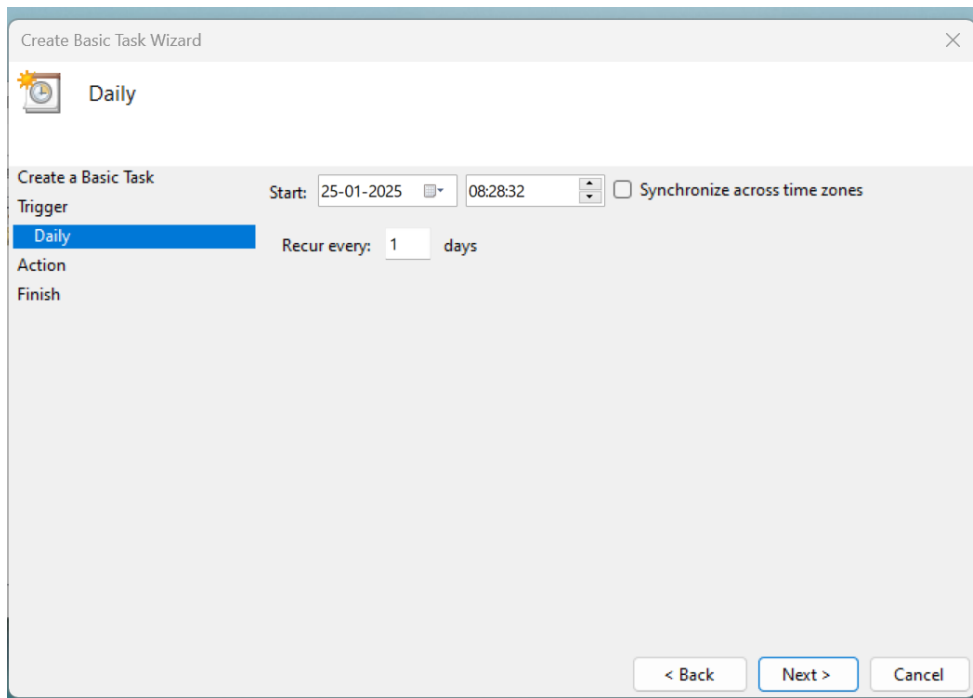 Create Basic Task Wizard
Daily
Create a Basic Task
Trigger
Daily
Action
Finish
Start: 25-01-2025 08:28:32 Synchronize across time zones
Recur every: 1 days
< Back Next > Cancel